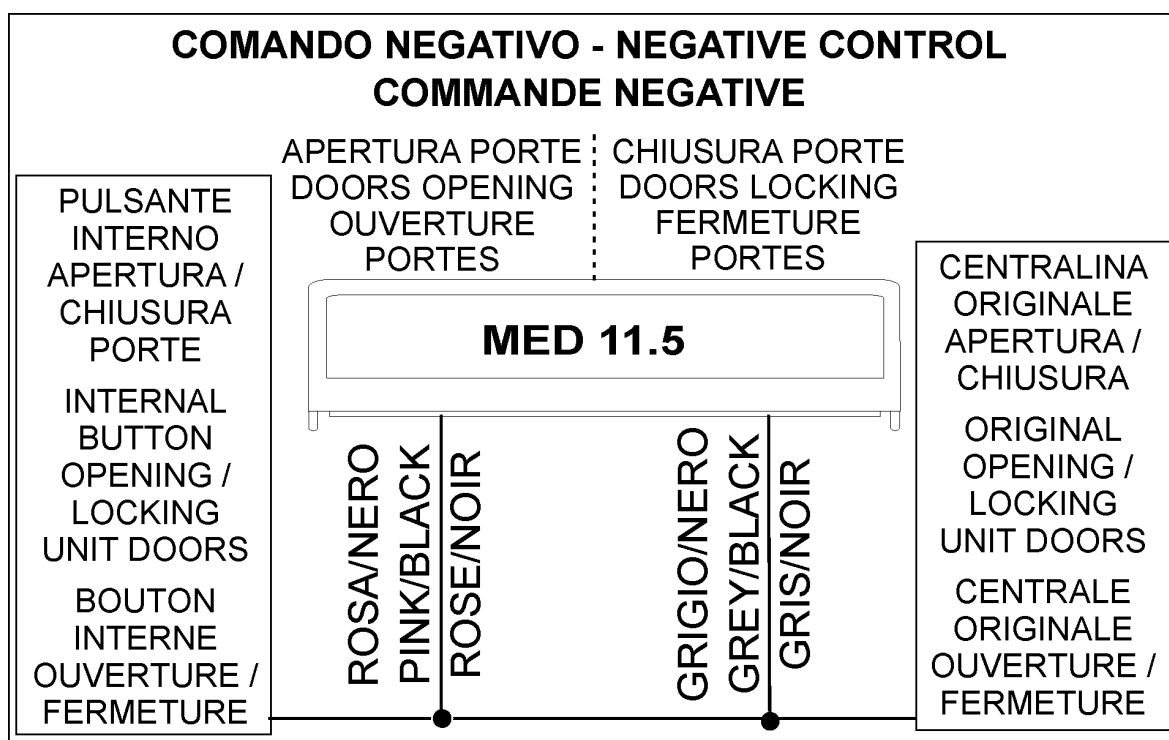 COMANDO NEGATIVO - NEGATIVE CONTROL
COMMANDE NEGATIVE
APERTURA PORTE
DOORS OPENING
OUVERTURE
PORTES
CHIUSURA PORTE
DOORS LOCKING
FERMETURE
PORTES
PULSANTE
INTERNO
APERTURA /
CHIUSURA
PORTE
INTERNAL
BUTTON
OPENING /
LOCKING
UNIT DOORS
BOUTON
INTERNE
OUVERTURE /
FERMETURE
MED 11.5
ROSA/NERO
PINK/BLACK
ROSE/NOIR
GRIGIO/NERO
GREY/BLACK
GRIS/NOIR
CENTRALINA
ORIGINALE
APERTURA /
CHIUSURA
ORIGINAL
OPENING /
LOCKING
UNIT DOORS
CENTRALE
ORIGINALE
OUVERTURE /
FERMETURE